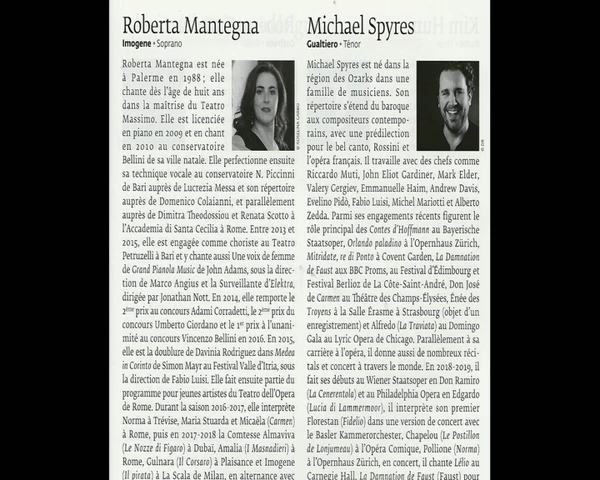 Roberta Mantegna
Imogene • Soprano
Roberta Mantegna est née
à Palerme en 1988 ; elle
chante dès l'âge de huit ans
dans la maîtrise du Teatro
Massimo. Elle est licenciée
en piano en 2009 et en chant
en 2010 au conservatoire
Bellini de sa ville natale. Elle perfectionne ensuite
sa technique vocale au conservatoire N. Piccinni
de Bari auprès de Lucrezia Messa et son répertoire
auprès de Domenico Colaianni, et parallèlement
auprès de Dimitra Theodossiou et Renata Scotto à
l'Accademia di Santa Cecilia à Rome. Entre 2013 et
2015, elle est engagée comme choriste au Teatro
Petruzelli à Bari et y chante aussi Une voix de femme
de Grand Pianola Music de John Adams, sous la direc-
tion de Marco Angius et la Surveillante d'Elektra,
dirigée par Jonathan Nott. En 2014, elle remporte le
2ème prix au concours Adami Corradetti, le 2ème prix du
concours Umberto Giordano et le 1er prix à l'unani-
mité au concours Vincenzo Bellini en 2016. En 2015,
elle est la doublure de Davinia Rodriguez dans Medea
in Corinto de Simon Mayr au Festival Valle d'Itria, sous
la direction de Fabio Luisi. Elle fait ensuite partie du
programme pour jeunes artistes du Teatro dell'Opera
de Rome. Durant la saison 2016-2017, elle interprète
Norma à Trévise, Maria Stuarda et Micaëla (Carmen)
à Rome, puis en 2017-2018 la Comtesse Almaviva
(Le Nozze di Figaro) à Dubaï, Amalia (I Masnadieri) à
Rome, Gulnara (Il Corsaro) à Plaisance et Imogene
(Il pirata) à La Scala de Milan, en alternance avec
Michael Spyres
Gualtiero • Ténor
Michael Spyres est né dans la
région des Ozarks dans une
famille de musiciens. Son
répertoire s'étend du baroque
aux compositeurs contempo-
rains, avec une prédilection
pour le bel canto, Rossini et
l'opéra français. Il travaille avec des chefs comme
Riccardo Muti, John Eliot Gardiner, Mark Elder,
Valery Gergiev, Emmanuelle Haim, Andrew Davis,
Evelino Pidò, Fabio Luisi, Michel Mariotti et Alberto
Zedda. Parmi ses engagements récents figurent le
rôle principal des Contes d'Hoffmann au Bayerische
Staatsoper, Orlando paladino à l'Opernhaus Zürich,
Mitridate, re di Ponto à Covent Garden, La Damnation
de Faust aux BBC Proms, au Festival d'Édimbourg et
Festival Berlioz de La Côte-Saint-André, Don José
de Carmen au Théâtre des Champs-Élysées, Énée des
Troyens à la Salle Érasme à Strasbourg (objet d'un
enregistrement) et Alfredo (La Traviata) au Domingo
Gala au Lyric Opera de Chicago. Parallèlement à sa
carrière à l'opéra, il donne aussi de nombreux réci-
tals et concert à travers le monde. En 2018-2019, il
fait ses débuts au Wiener Staatsoper en Don Ramiro
(La Cenerentola) et au Philadelphia Opera en Edgardo
(Lucia di Lammermoor), il interprète son premier
Florestan (Fidelio) dans une version de concert avec
le Basler Kammerorchester, Chapelou (Le Postillon
de Lonjumeau) à l'Opéra Comique, Pollione (Norma)
à l'Opernhaus Zürich, en concert, il chante Lélio au
Carnegie Hall, La Damnation de Faust (Faust) pour